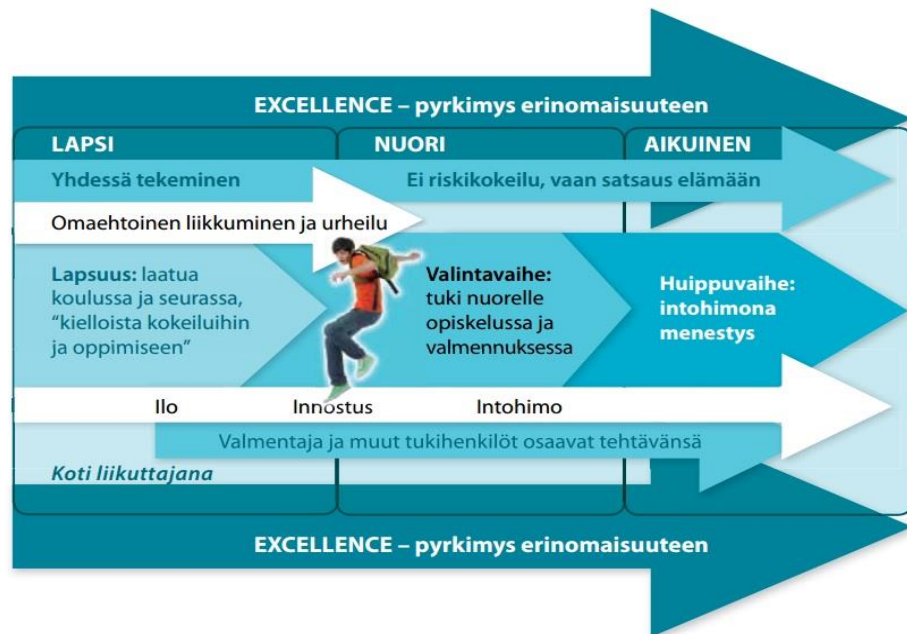 EXCELLENCE – pyrkimys erinomaisuuteen
LAPSI
NUORI
AIKUINEN
Yhdessä tekeminen
Ei riskikokeilu, vaan satsaus elämään
Omaehtoinen liikkuminen ja urheilu
Lapsuus: laatua
koulussa ja seurassa,
“kielloista kokeiluihin
ja oppimiseen”
Valintavaihe:
tuki nuorelle
opiskelussa ja
valmennuksessa
Huippuvaihe:
intohimona
menestys
Ilo
Innostus
Intohimo
Valmentaja ja muut tukihenkilöt osaavat tehtävänsä
Koti liikuttajana
EXCELLENCE – pyrkimys erinomaisuuteen